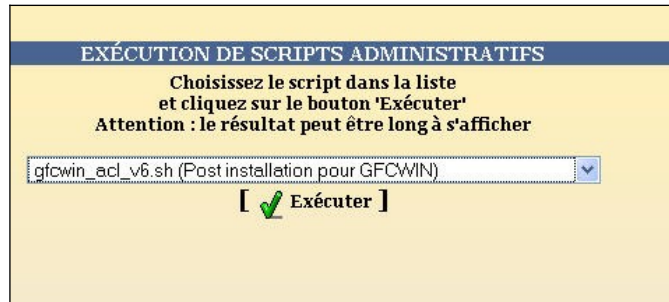 EXÉCUTION DE SCRIPTS ADMINISTRATIFS
Choisissez le script dans la liste
et cliquez sur le bouton 'Exécuter'
Attention : le résultat peut être long à s'afficher
gfcwin_acl_v6.sh (Post installation pour GFCWIN)
[ Exécuter ]